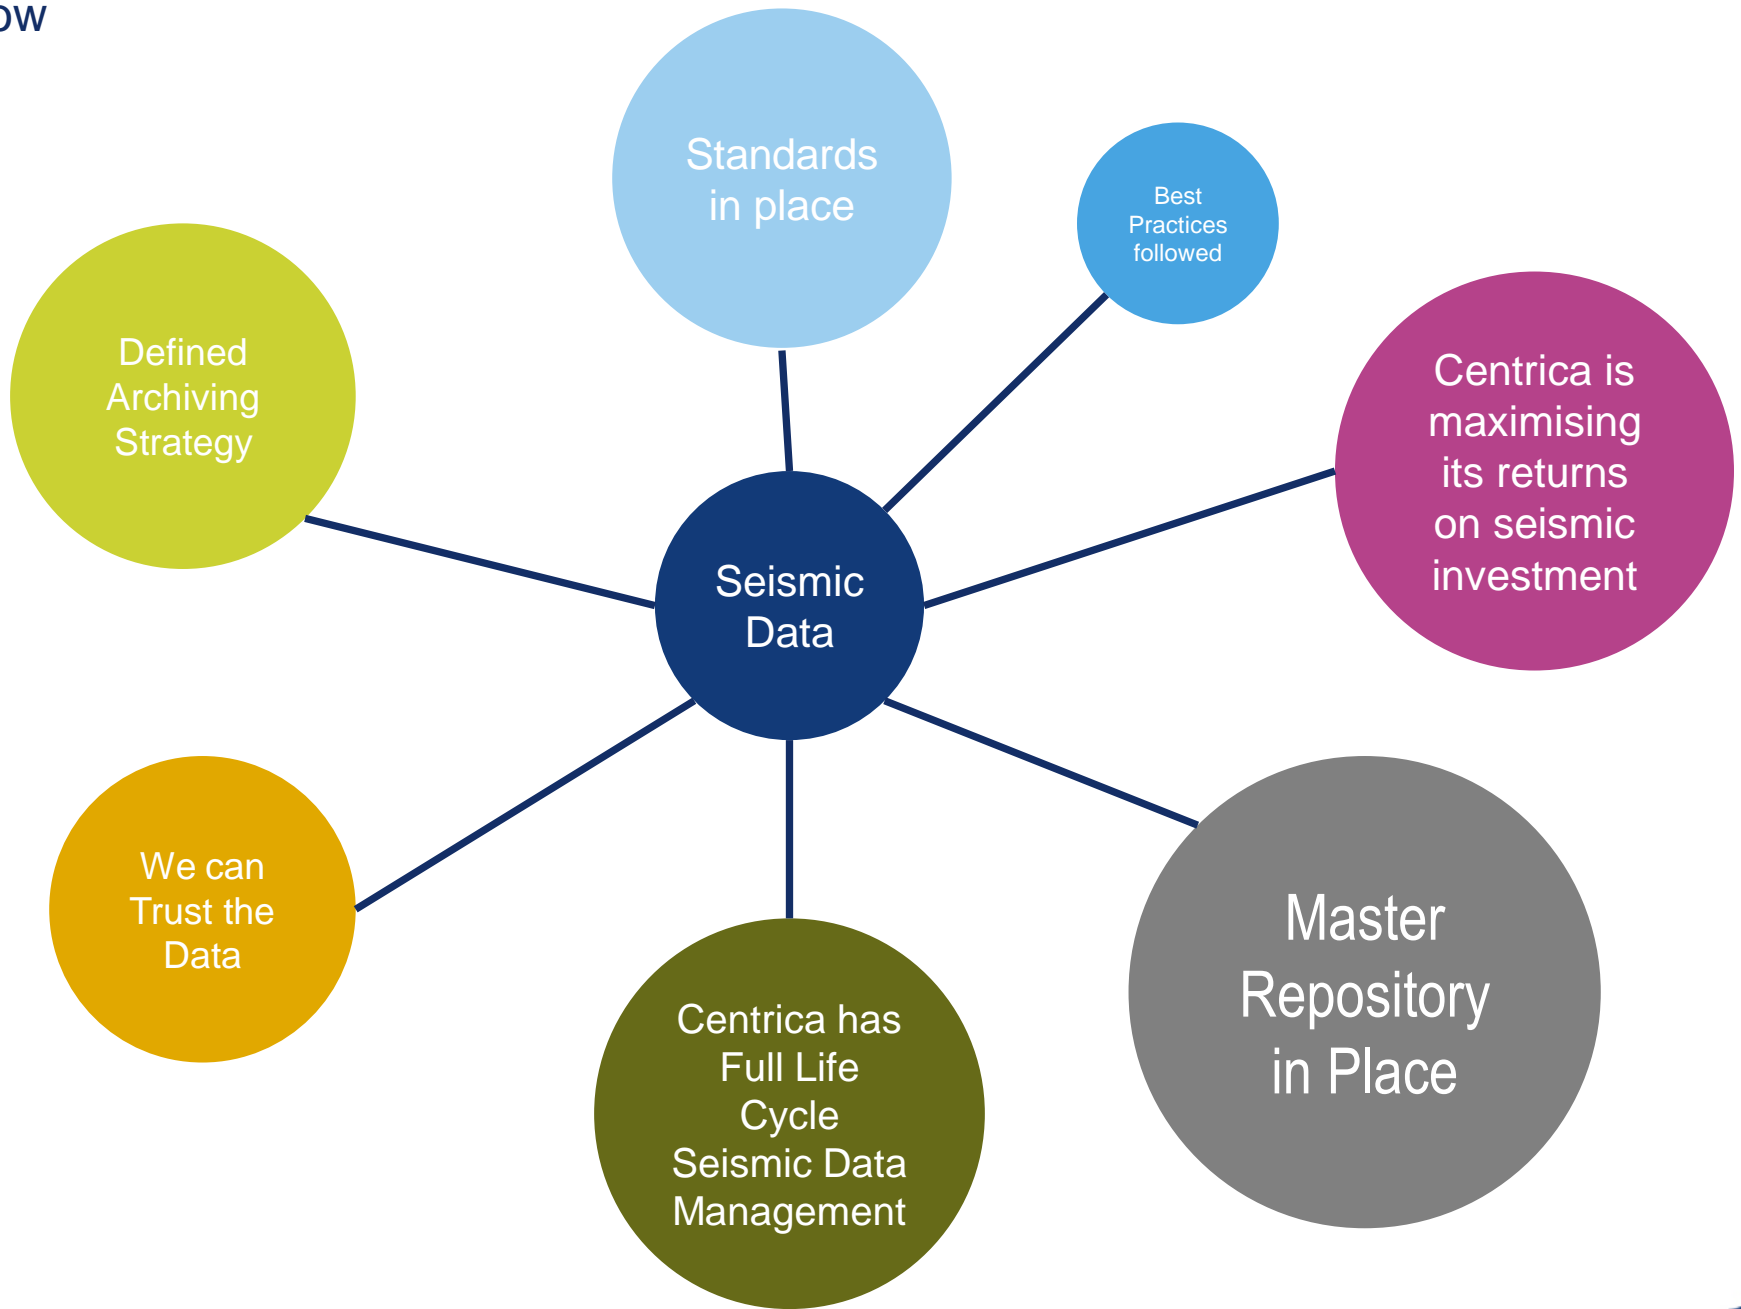 ow
Standards
in place
Best
Practices
followed
Defined
Archiving
Strategy
Centrica is
maximising
its returns
on seismic
investment
Seismic
Data
We can
Trust the
Data
Master
Repository
in Place
Centrica has
Full Life
Cycle
Seismic Data
Management